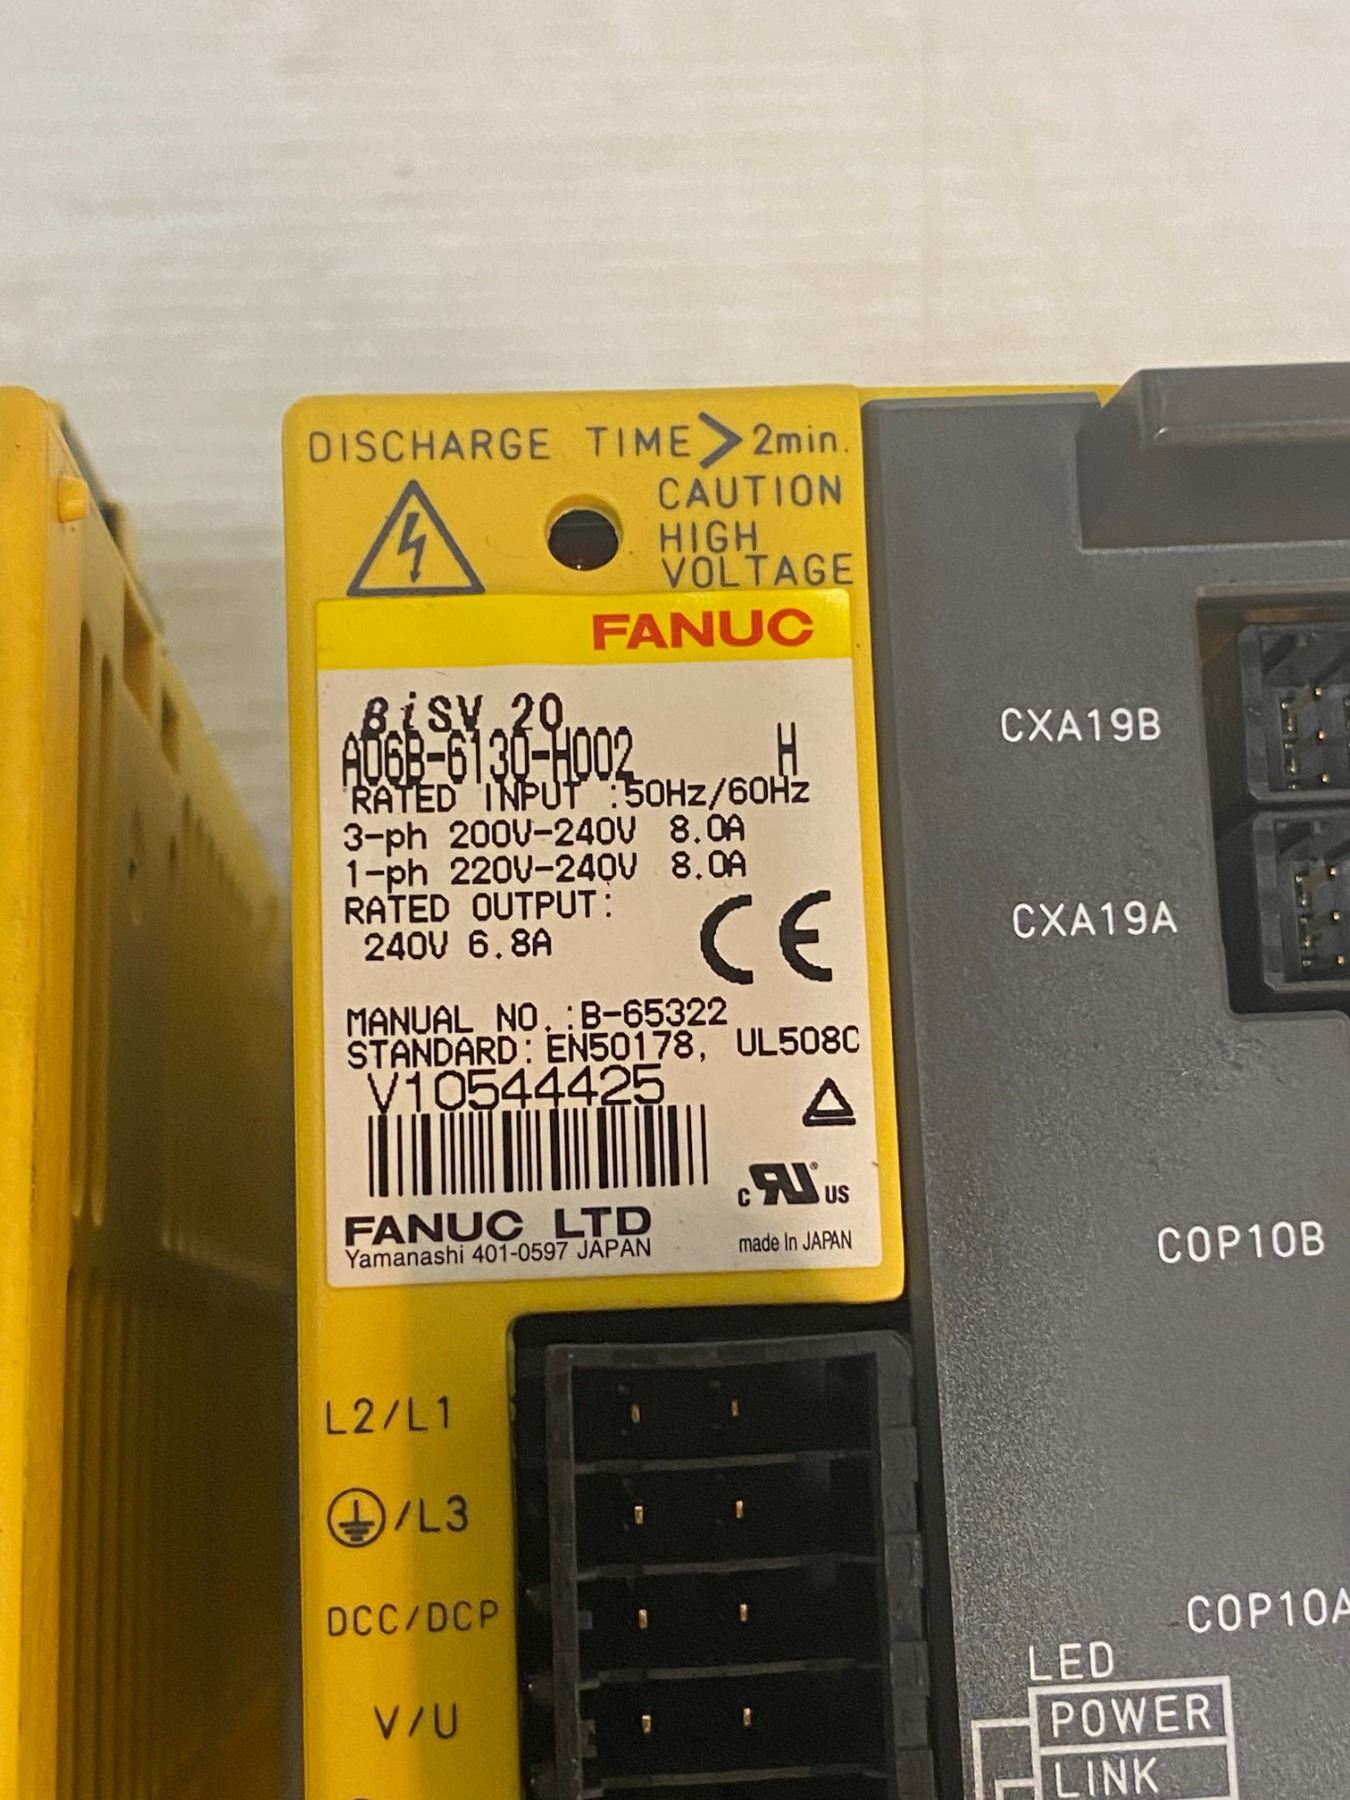 DISCHARGE TIME>2min.
CAUTION
HIGH
VOLTAGE
FANUC
βiSV 20
A06B-6130-H002 H
RATED INPUT :50Hz/60Hz
3-ph 200V-240V 8.0A
1-ph 220V-240V 8.0A
RATED OUTPUT:
240V 6.8A
CE
MANUAL NO.:B-65322
STANDARD: EN50178, UL508C
V10544425
c RU ® US
FANUC LTD
Yamanashi 401-0597 JAPAN
made In JAPAN
L2/L1
/L3
DCC/DCP
V/U
CXA19B
CXA19A
COP10B
COP10A
LED
POWER
LINK